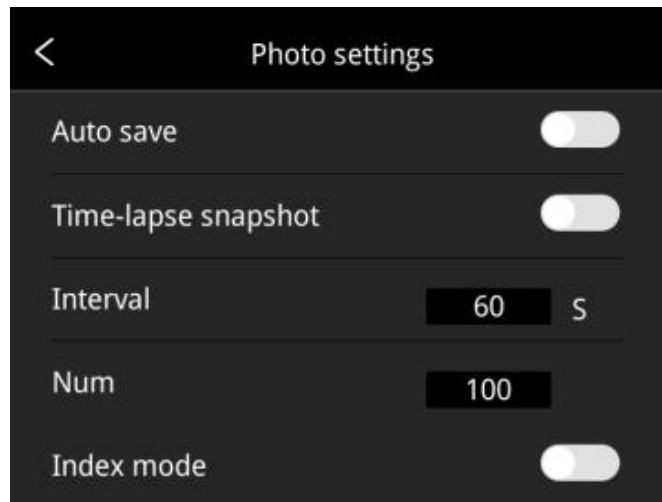 Photo settings
Auto save
Time-lapse snapshot
Interval 60 S
Num 100
Index mode